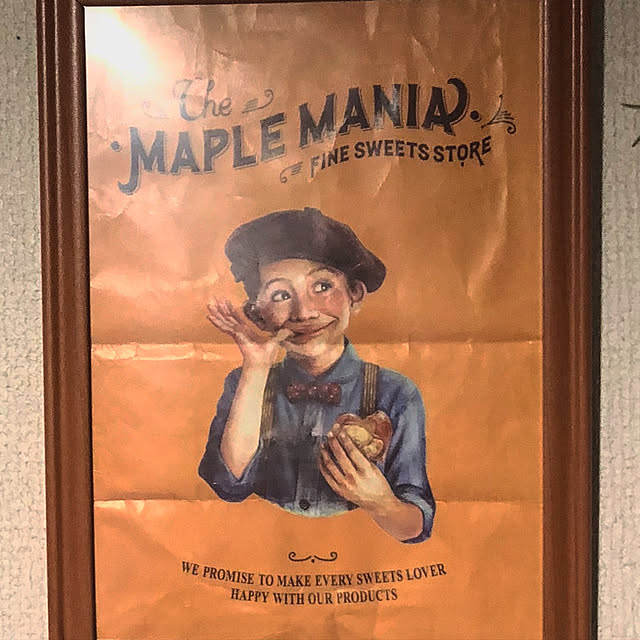 The
MAPLE MANIA
FINE SWEETS STORE
WE PROMISE TO MAKE EVERY SWEETS LOVER
HAPPY WITH OUR PRODUCTS